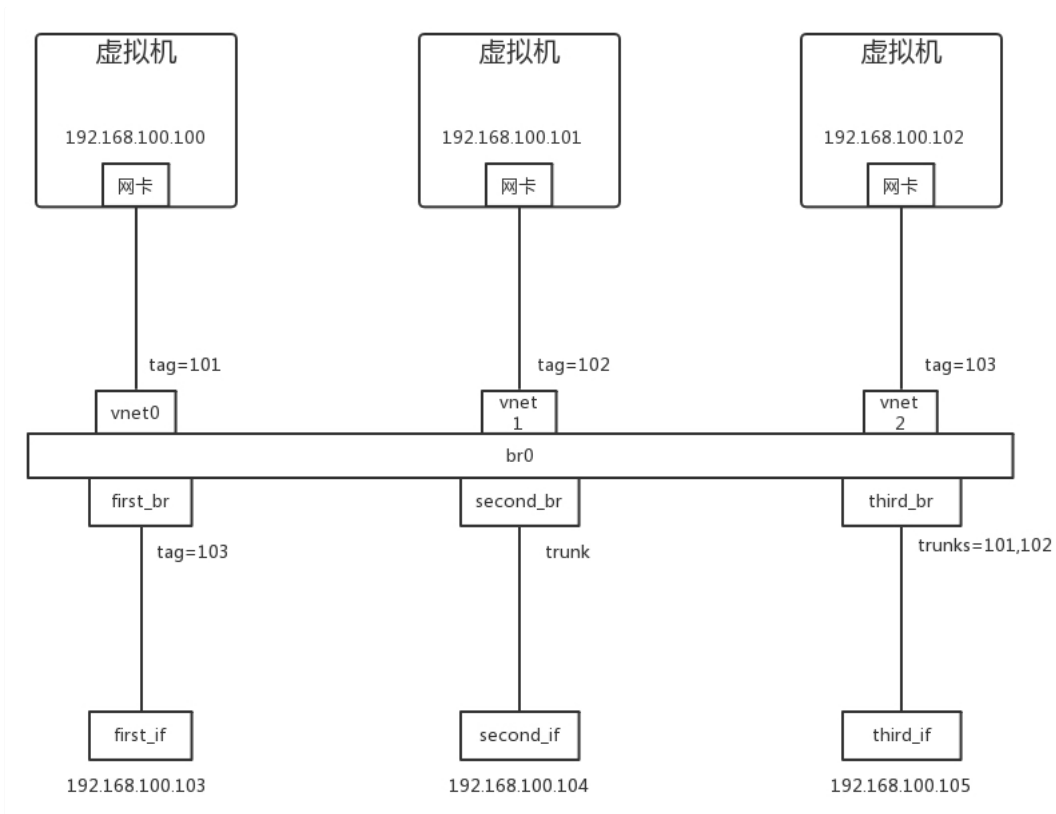 虚拟机
虚拟机
虚拟机
192.168.100.100
192.168.100.101
192.168.100.102
网卡
网卡
网卡
tag=101
tag=102
tag=103
vnet0
vnet
1
vnet
2
br0
first_br
second_br
third_br
tag=103
trunk
trunks=101,102
first_if
second_if
third_if
192.168.100.103
192.168.100.104
192.168.100.105